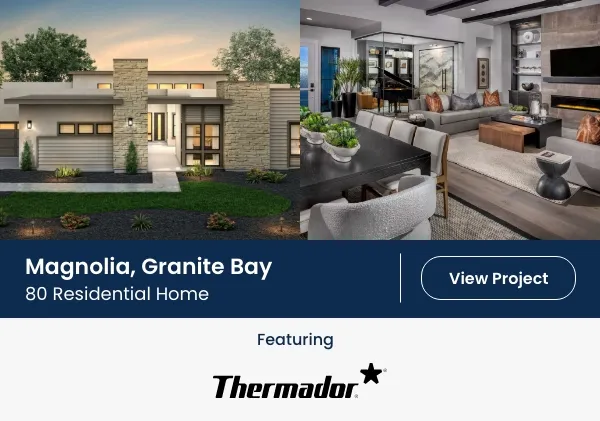 Magnolia, Granite Bay
80 Residential Home
View Project
Featuring
Thermador